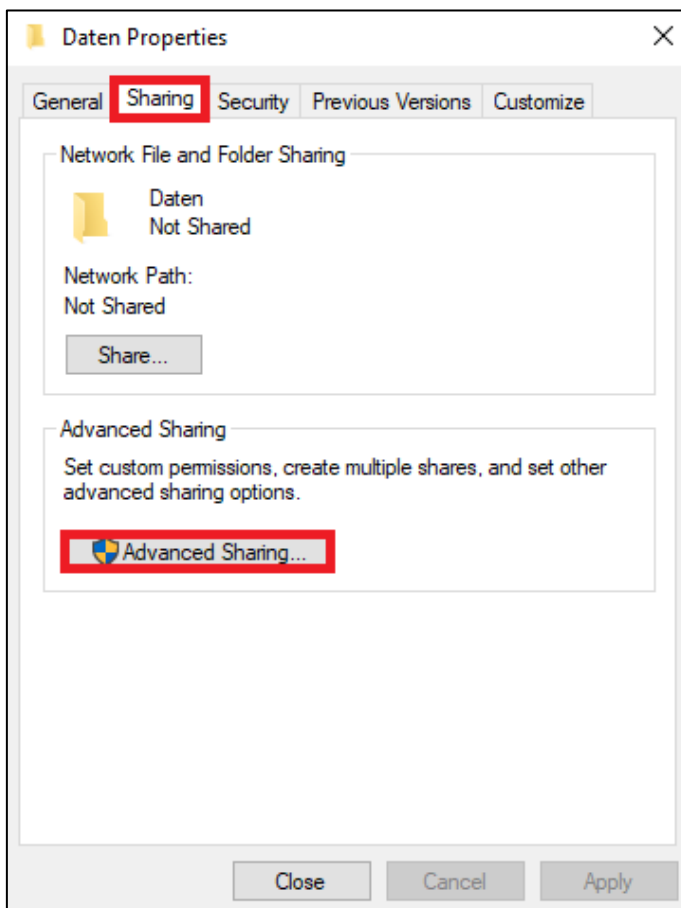 Daten Properties
General Sharing Security Previous Versions Customize
Network File and Folder Sharing
Daten
Not Shared
Network Path:
Not Shared
Share...
Advanced Sharing
Set custom permissions, create multiple shares, and set other
advanced sharing options.
Advanced Sharing...
Close Cancel Apply